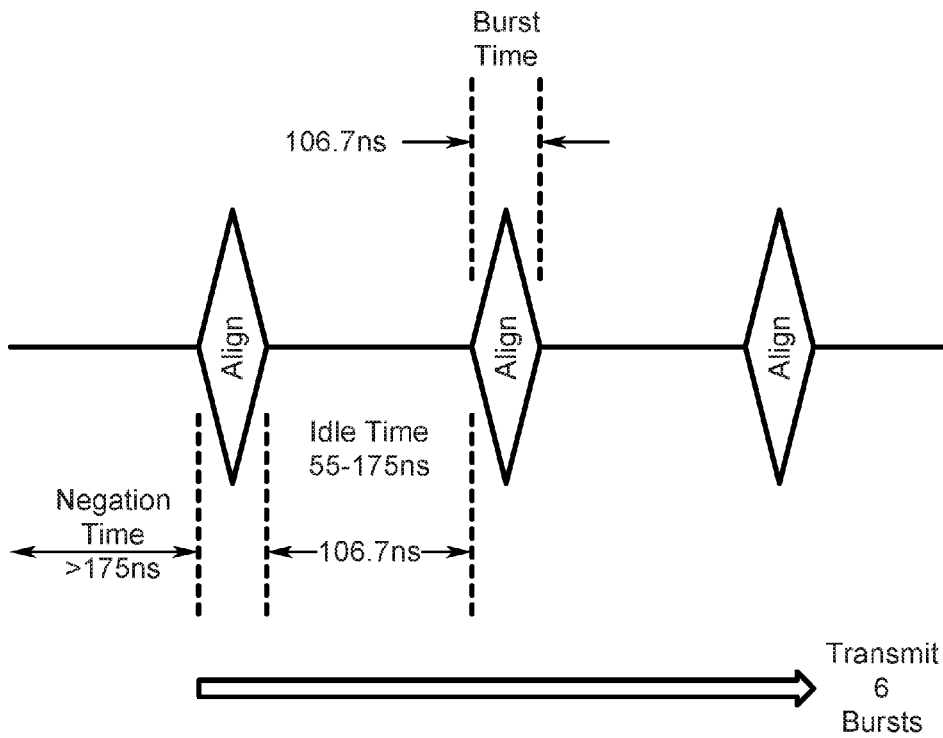 Burst
Time
106.7ns
Align
Align
Align
Idle Time
55-175ns
Negation
Time
>175ns
106.7ns
Transmit
6
Bursts